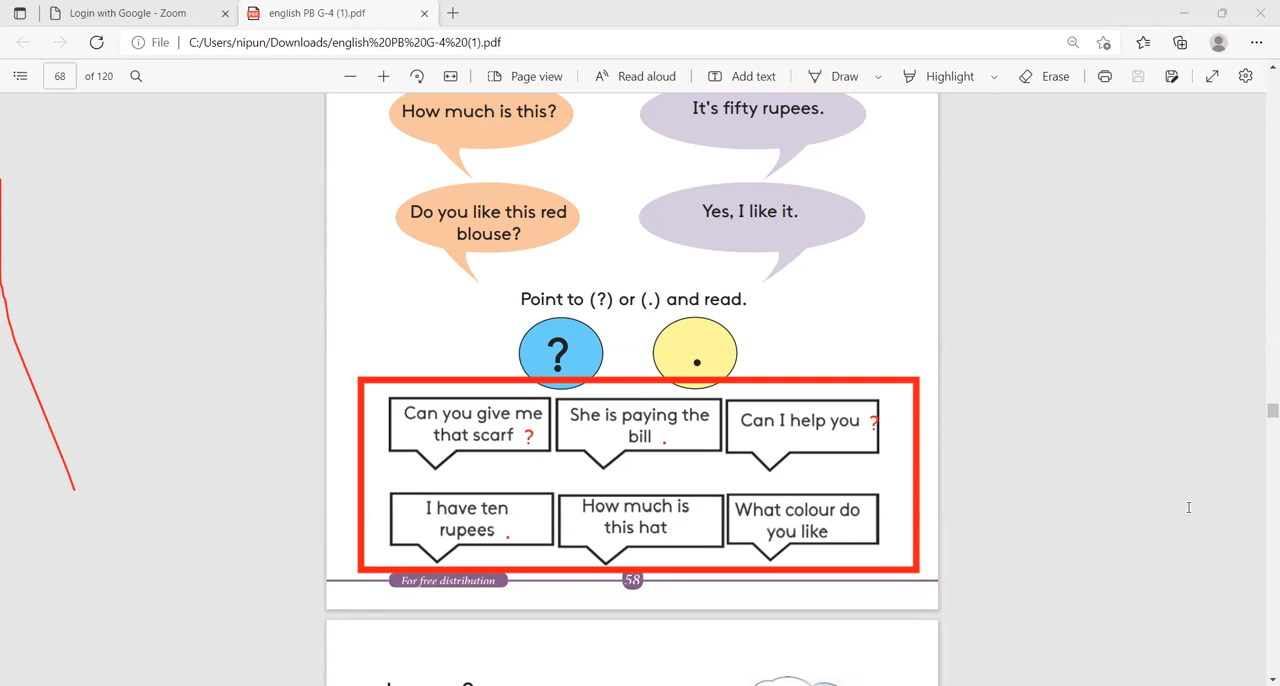 Login with Google - Zoom
english PB G-4 (1).pdf
File
C:/Users/nipun/Downloads/english%20PB%20G-4%20(1).pdf
68 of 120
Page view
Read aloud
Add text
Draw
Highlight
Erase
How much is this?
It's fifty rupees.
Do you like this red
blouse?
Yes, I like it.
Point to (?) or (.) and read.
?
.
Can you give me
that scarf ?
She is paying the
bill .
Can I help you ?
I have ten
rupees .
How much is
this hat
What colour do
you like
For free distribution
58